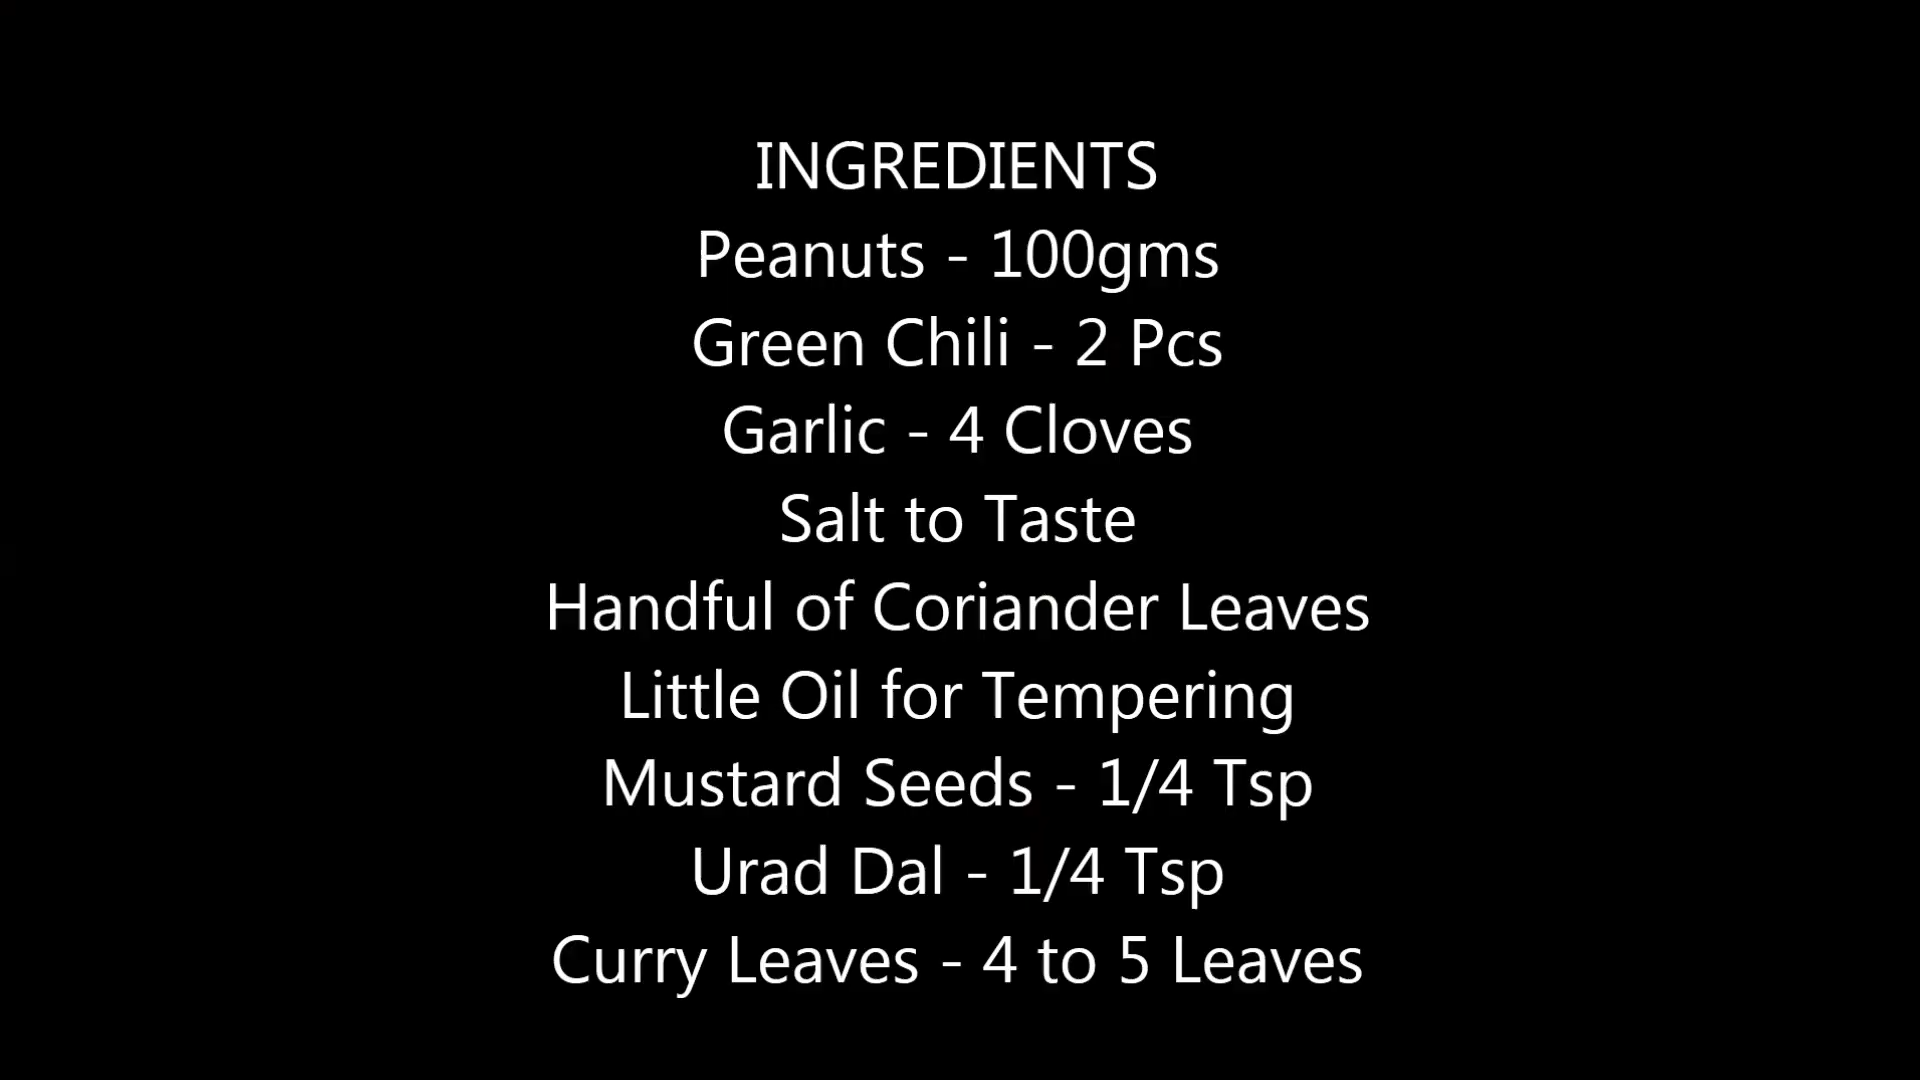 INGREDIENTS
Peanuts - 100gms
Green Chili - 2 Pcs
Garlic - 4 Cloves
Salt to Taste
Handful of Coriander Leaves
Little Oil for Tempering
Mustard Seeds - 1/4 Tsp
Urad Dal - 1/4 Tsp
Curry Leaves - 4 to 5 Leaves